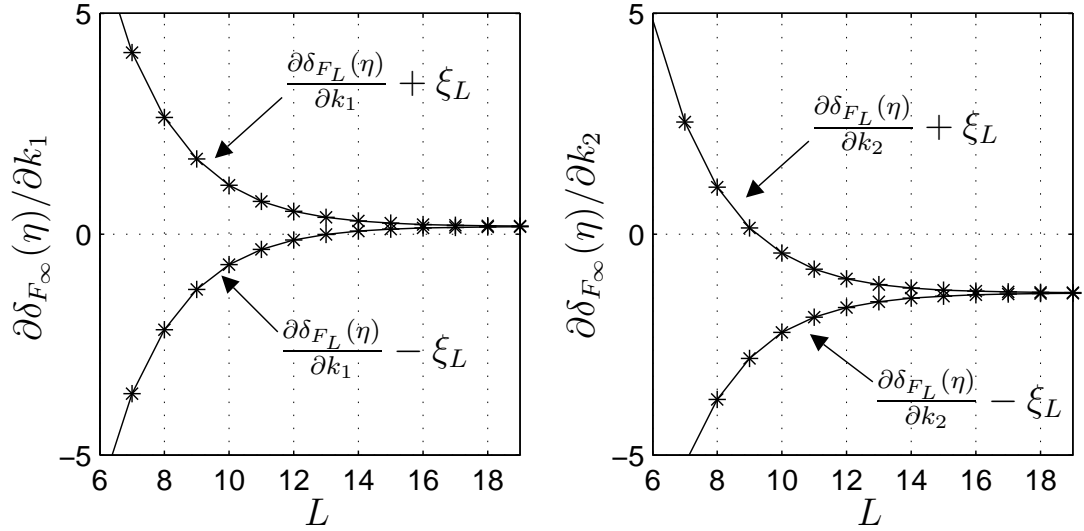 5
0
−5
6 8 10 12 14 16 18
L
∂δ_{F_∞}(η)/∂k_1
∂δ_{F_L}(η)/∂k_1 + ξ_L
∂δ_{F_L}(η)/∂k_1 − ξ_L
5
0
−5
6 8 10 12 14 16 18
L
∂δ_{F_∞}(η)/∂k_2
∂δ_{F_L}(η)/∂k_2 + ξ_L
∂δ_{F_L}(η)/∂k_2 − ξ_L